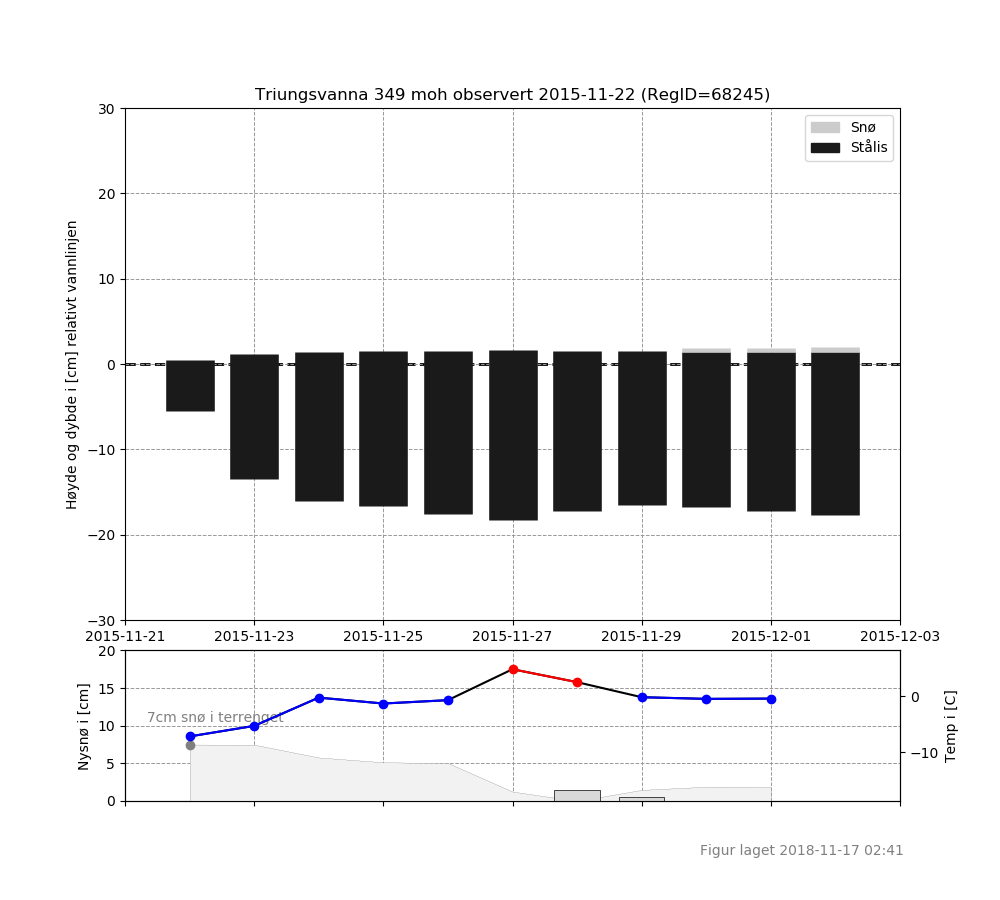 Triungsvanna 349 moh observert 2015-11-22 (RegID=68245)
30
20
10
0
−10
−20
−30
Høyde og dybde i [cm] relativt vannlinjen
Snø
Stålis
2015-11-21
2015-11-23
2015-11-25
2015-11-27
2015-11-29
2015-12-01
2015-12-03
20
15
10
5
0
Nysnø i [cm]
7cm snø i terrenget
0
−10
Temp i [C]
Figur laget 2018-11-17 02:41